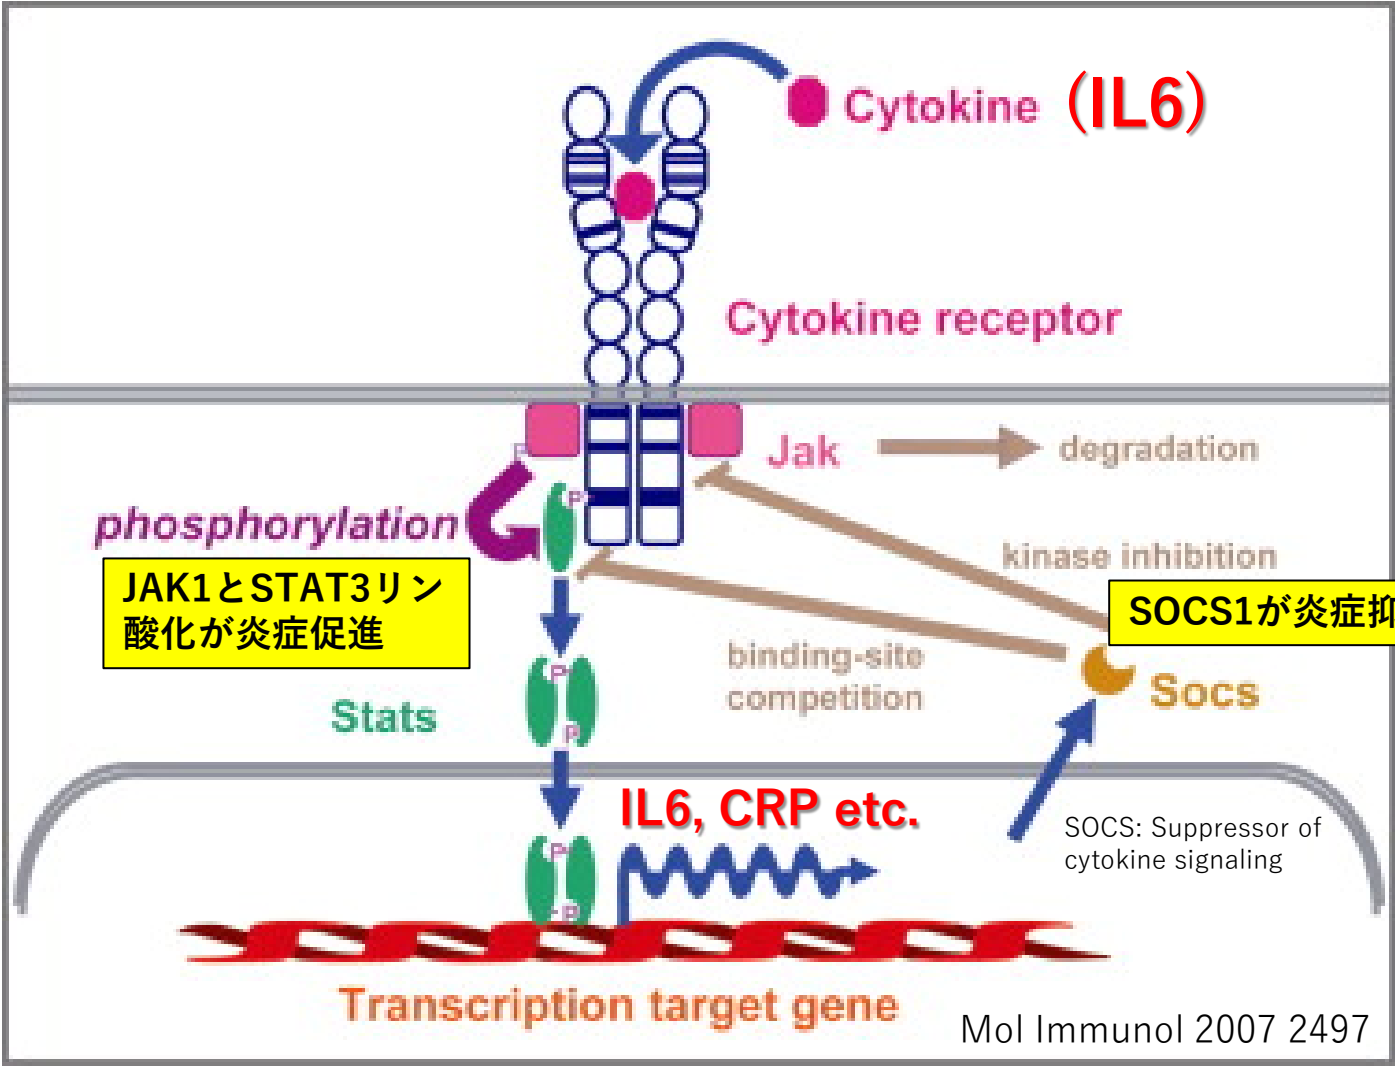 Cytokine (IL6)
Cytokine receptor
P
Jak
degradation
P
phosphorylation
kinase inhibition
JAK1とSTAT3リン
酸化が炎症促進
SOCS1が炎症抑
binding-site
competition
P
P
Stats
Socs
IL6, CRP etc.
SOCS: Suppressor of
cytokine signaling
P
P
Transcription target gene
Mol Immunol 2007 2497